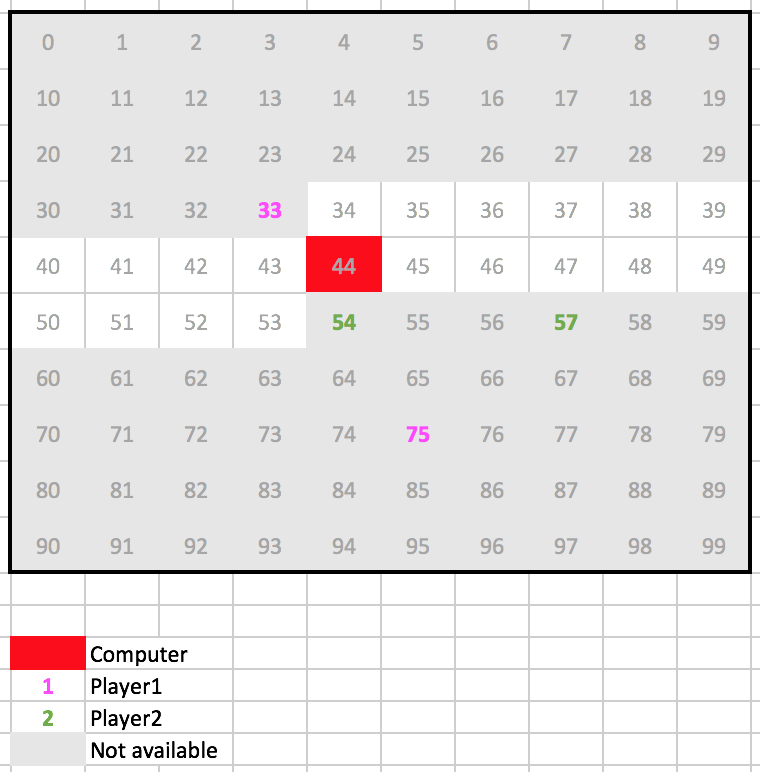 0 1 2 3 4 5 6 7 8 9
10 11 12 13 14 15 16 17 18 19
20 21 22 23 24 25 26 27 28 29
30 31 32 33 34 35 36 37 38 39
40 41 42 43 44 45 46 47 48 49
50 51 52 53 54 55 56 57 58 59
60 61 62 63 64 65 66 67 68 69
70 71 72 73 74 75 76 77 78 79
80 81 82 83 84 85 86 87 88 89
90 91 92 93 94 95 96 97 98 99
Computer
1 Player1
2 Player2
Not available